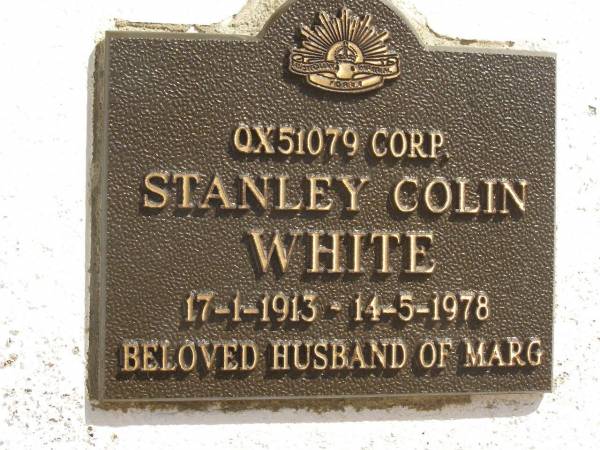 QX51079 CORP.
STANLEY COLIN
WHITE
17-1-1913 - 14-5-1978
BELOVED HUSBAND OF MARG